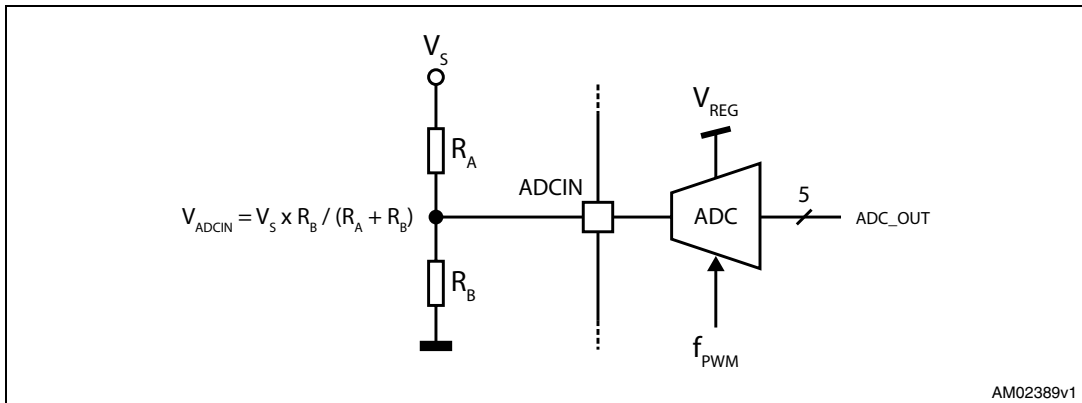 V_S
R_A
V_REG
ADCIN
V_ADCIN = V_S x R_B / (R_A + R_B)
ADC
5
ADC_OUT
R_B
f_PWM
AM02389v1